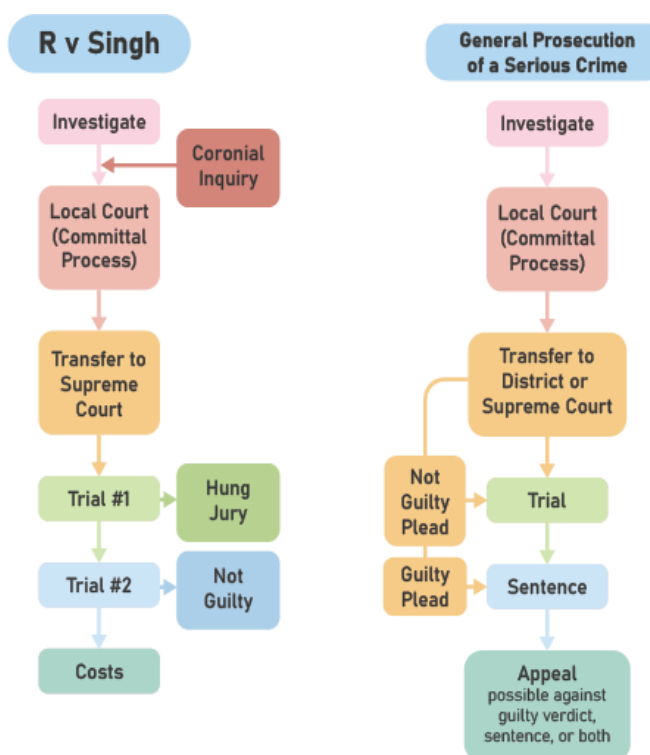 R v Singh
Investigate
Coronial
Inquiry
Local Court
(Committal
Process)
Transfer to
Supreme
Court
Trial #1
Hung
Jury
Trial #2
Not
Guilty
Costs
General Prosecution
of a Serious Crime
Investigate
Local Court
(Committal
Process)
Transfer to
District or
Supreme Court
Not
Guilty
Plead
Trial
Guilty
Plead
Sentence
Appeal
possible against
guilty verdict,
sentence, or both